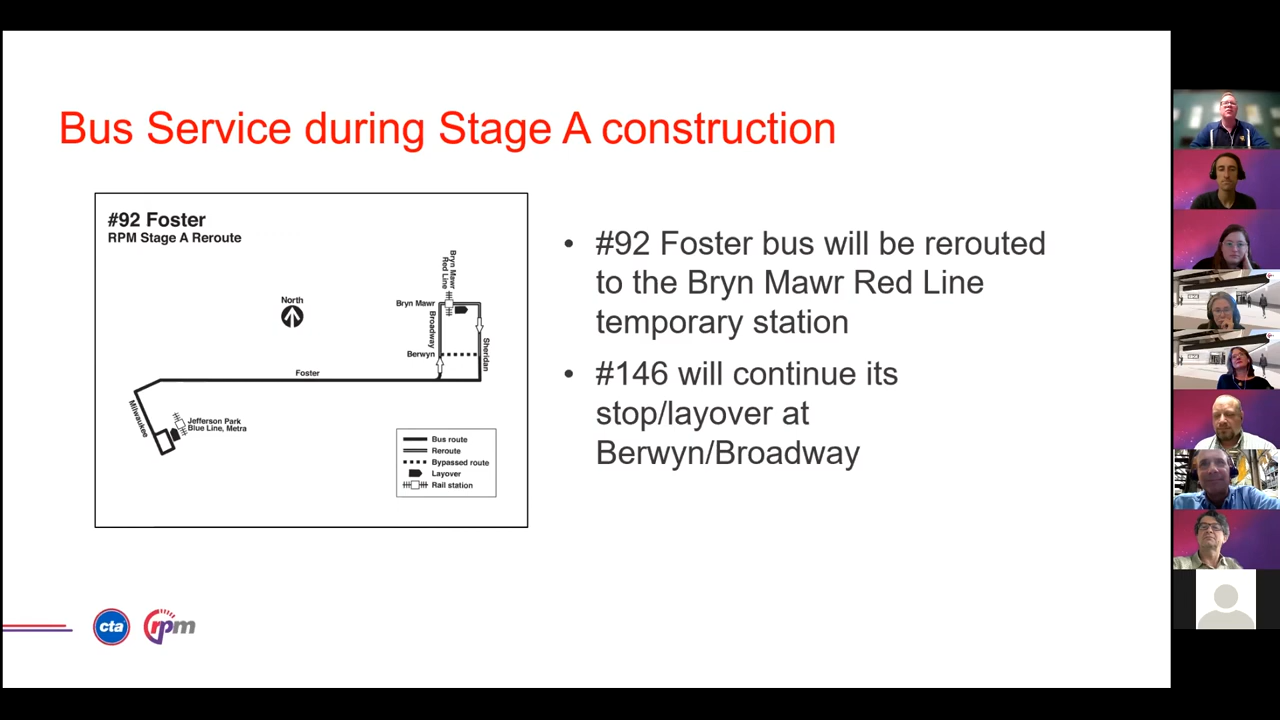 Bus Service during Stage A construction
#92 Foster
RPM Stage A Reroute
Bryn Mawr
Red Line
North
Bryn Mawr
Broadway
Sheridan
Berwyn
Foster
Milwaukee
Jefferson Park
Blue Line, Metra
Bus route
Reroute
Bypassed route
Layover
Rail station
• #92 Foster bus will be rerouted
to the Bryn Mawr Red Line
temporary station
• #146 will continue its
stop/layover at
Berwyn/Broadway
cta
rpm